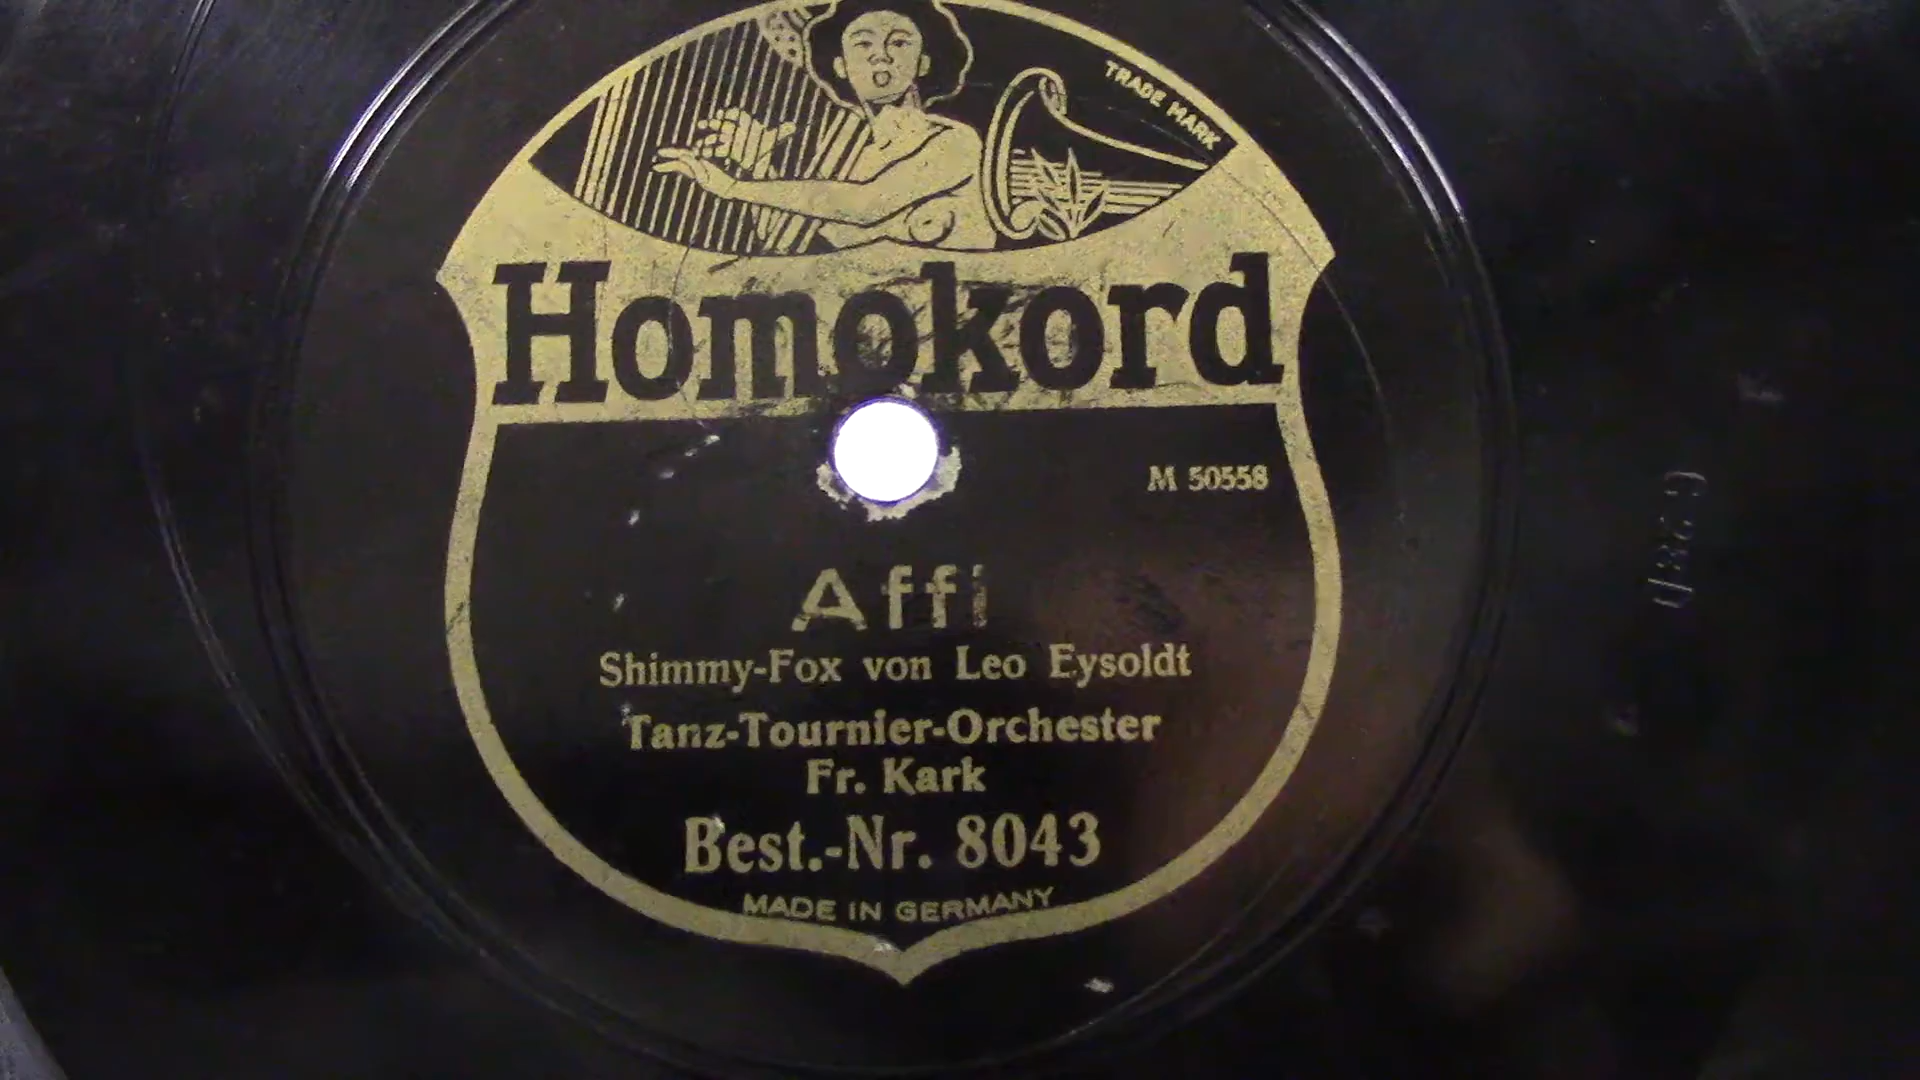 TRADE MARK
Homokord
M 50558
Affi
Shimmy-Fox von Leo Eysoldt
Tanz-Tournier-Orchester
Fr. Kark
Best.-Nr. 8043
MADE IN GERMANY